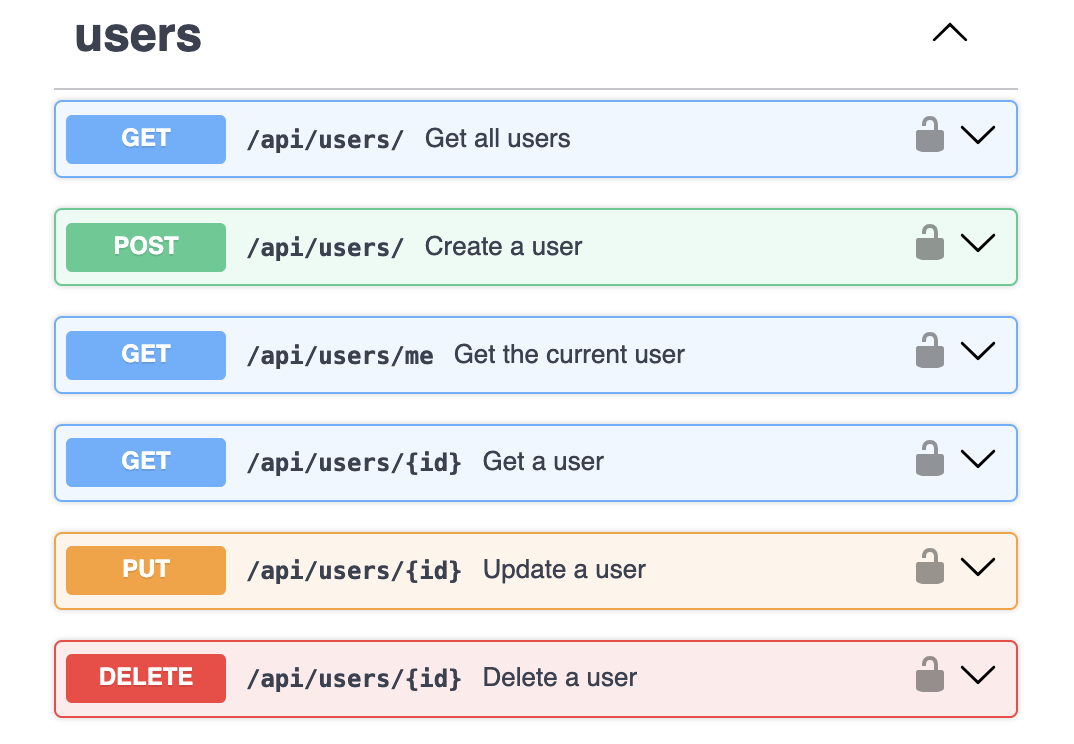 users
GET /api/users/ Get all users
POST /api/users/ Create a user
GET /api/users/me Get the current user
GET /api/users/{id} Get a user
PUT /api/users/{id} Update a user
DELETE /api/users/{id} Delete a user